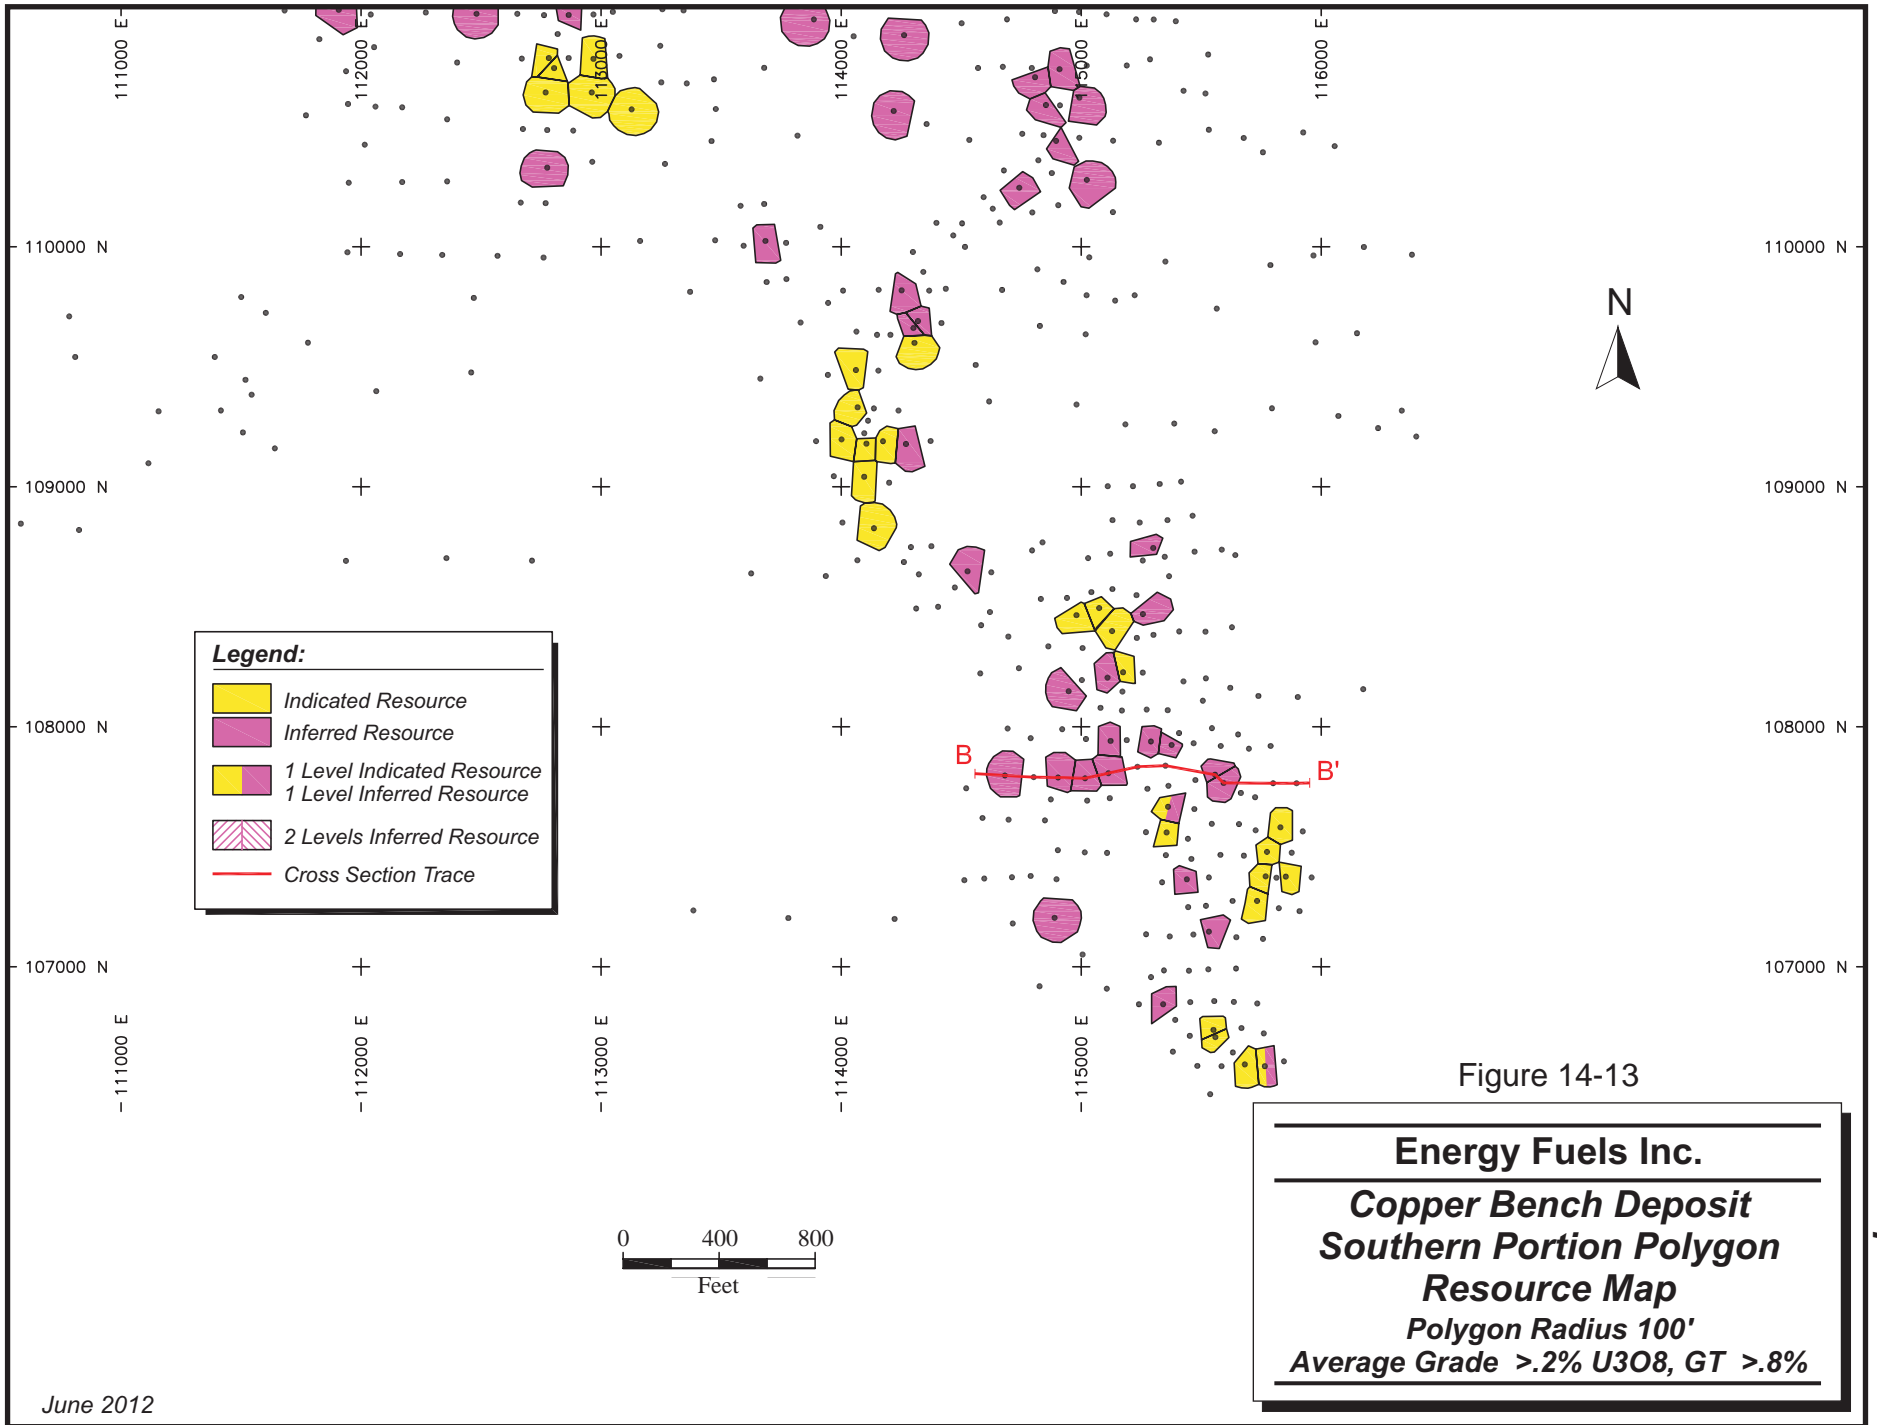 111000 E
112000 E
113000 E
114000 E
115000 E
116000 E
110000 N
110000 N
N
109000 N
109000 N
Legend:
Indicated Resource
Inferred Resource
1 Level Indicated Resource
1 Level Inferred Resource
2 Levels Inferred Resource
Cross Section Trace
108000 N
108000 N
B
B'
107000 N
107000 N
111000 E
112000 E
113000 E
114000 E
115000 E
Figure 14-13
Energy Fuels Inc.
Copper Bench Deposit
Southern Portion Polygon
Resource Map
Polygon Radius 100'
Average Grade >.2% U3O8, GT >.8%
0 400 800
Feet
June 2012